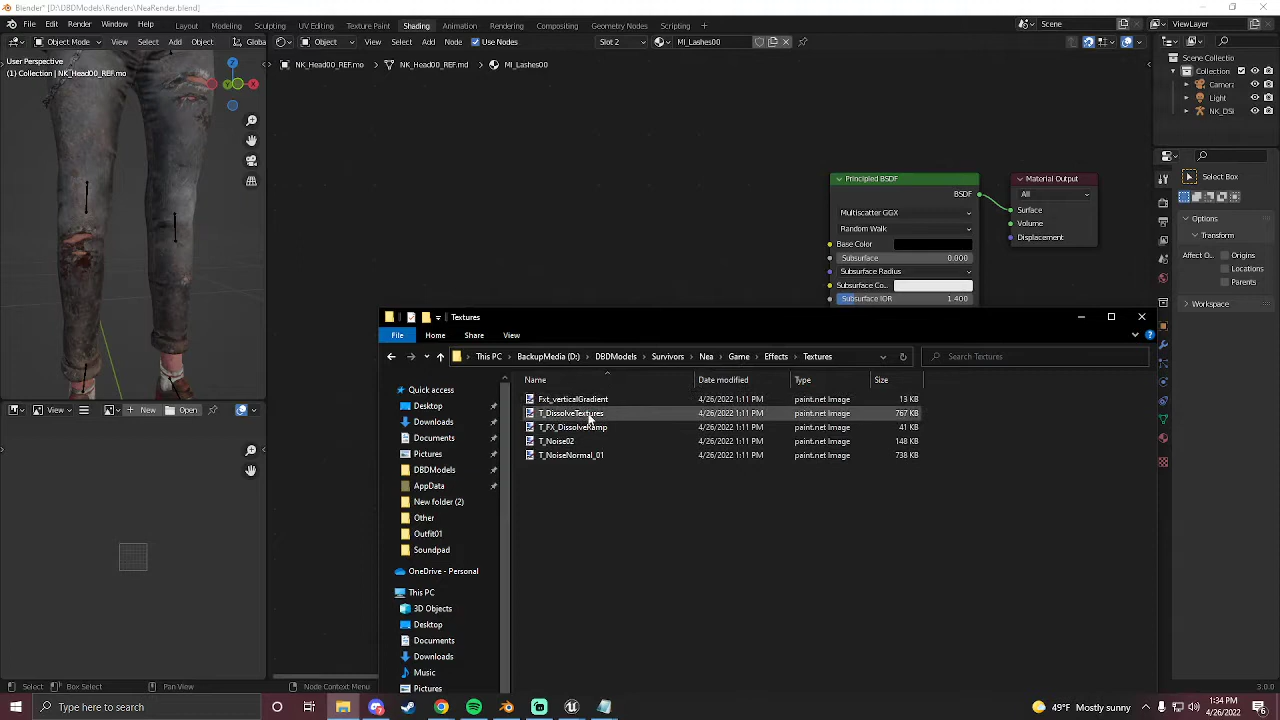 Blender* [D:\DBDModels\Renders\NeaRender.blend]
File Edit Render Window Help Layout Modeling Sculpting UV Editing Texture Paint Shading Animation Rendering Compositing Geometry Nodes Scripting + Scene ViewLayer
Object Mode View Select Add Object Globa Object View Select Add Node Use Nodes Slot 2 MI_Lashes00
User Perspective
(1) Collection | NK_Head00_REF.mo
NK_Head00_REF.mo > NK_Head00_REF.md > MI_Lashes00
Scene Collectio
Collection
Camera
Light
NK_DSI
Principled BSDF
BSDF
Multiscatter GGX
Random Walk
Base Color
Subsurface 0.000
Subsurface Radius
Subsurface Co...
Subsurface IOR 1.400
Material Output
All
Surface
Volume
Displacement
Select Box
Options
Transform
Affect O... Origins
Locations
Parents
Workspace
View New Open
Textures
File Home Share View
This PC > BackupMedia (D:) > DBDModels > Survivors > Nea > Game > Effects > Textures
Search Textures
Name Date modified Type Size
Fxt_verticalGradient 4/26/2022 1:11 PM paint.net Image 13 KB
T_DissolveTextures 4/26/2022 1:11 PM paint.net Image 767 KB
T_FX_DissolveRamp 4/26/2022 1:11 PM paint.net Image 41 KB
T_Noise02 4/26/2022 1:11 PM paint.net Image 148 KB
T_NoiseNormal_01 4/26/2022 1:11 PM paint.net Image 738 KB
Quick access
Desktop
Downloads
Documents
Pictures
DBDModels
AppData
New folder (2)
Other
Outfit01
Soundpad
OneDrive - Personal
This PC
3D Objects
Desktop
Documents
Downloads
Music
Pictures
Select Box Select Pan View Node Context Menu 3.0.0
Type here to search
49°F Mostly sunny
1:34 PM
4/26/2022